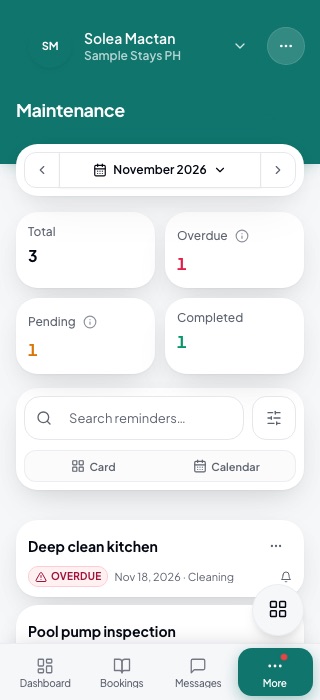 SM
Solea Mactan
Sample Stays PH
Maintenance
November 2026
Total
3
Overdue
1
Pending
1
Completed
1
Search reminders...
Card
Calendar
Deep clean kitchen
OVERDUE
Nov 18, 2026 · Cleaning
Pool pump inspection
Dashboard
Bookings
Messages
More